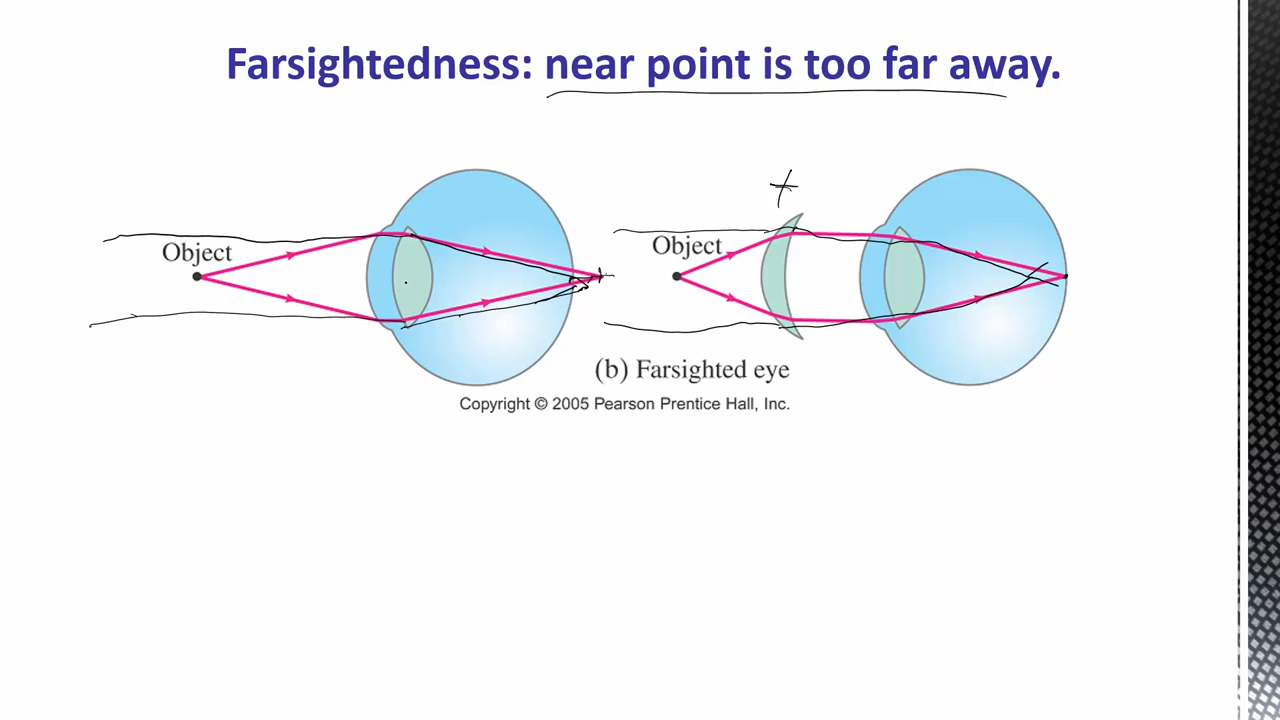 Farsightedness: near point is too far away.
Object
Object
+
(b) Farsighted eye
Copyright © 2005 Pearson Prentice Hall, Inc.